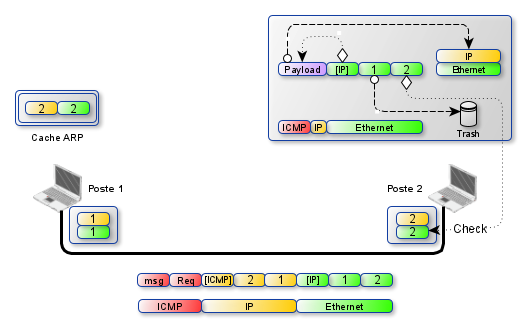 IP
Payload [IP] 1 2 Ethernet
2 2
Cache ARP
Trash
ICMP IP Ethernet
Poste 1
Poste 2
1 2
1 2 Check
msg Req [ICMP] 2 1 [IP] 1 2
ICMP IP Ethernet